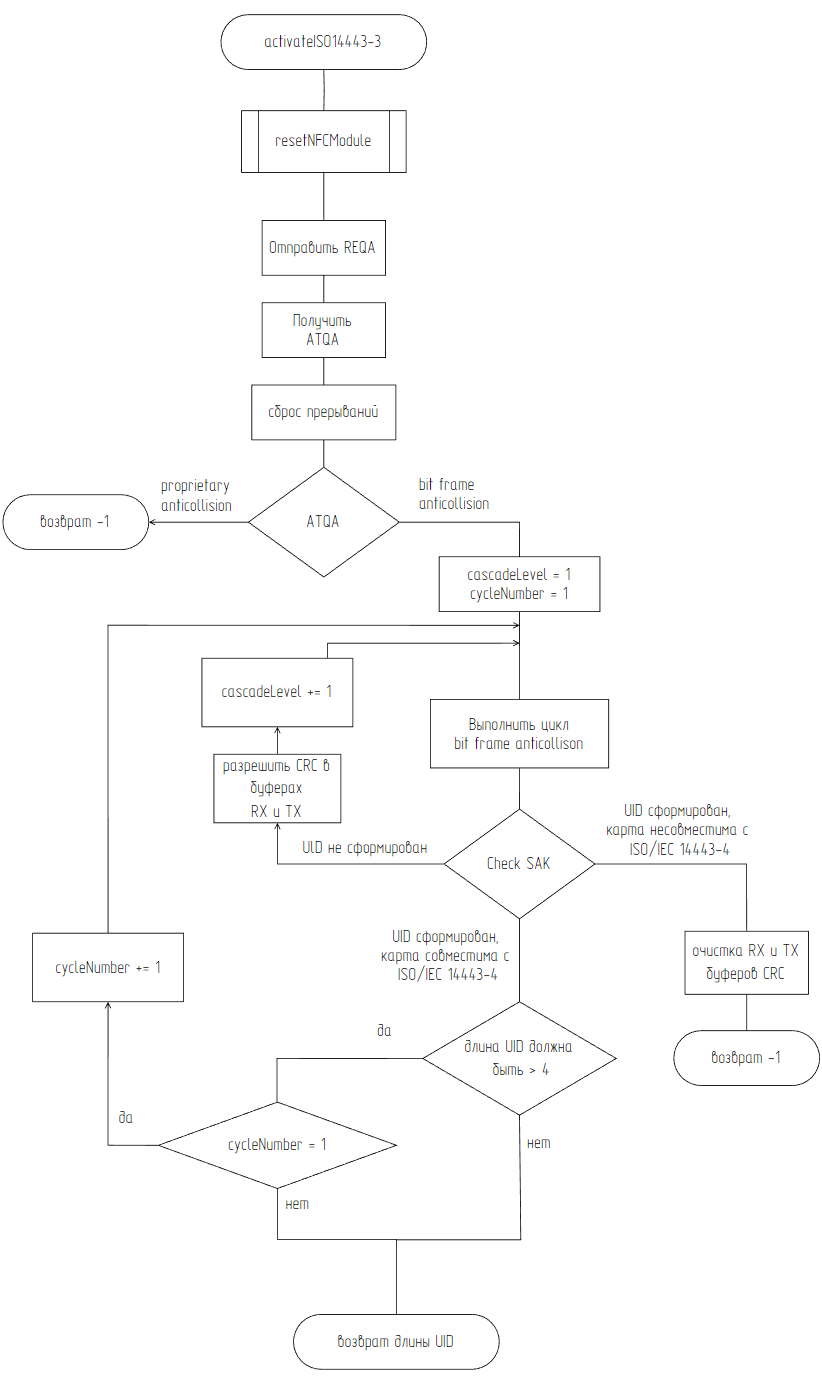 activateISO14443-3
resetNFCModule
Отправить REQA
Получить
ATQA
сброс прерываний
proprietary
anticollision
bit frame
anticollision
возврат -1
ATQA
cascadeLevel = 1
cycleNumber = 1
cascadeLevel += 1
Выполнить цикл
bit frame anticollison
разрешить CRC в
буферах
RX и TX
UID сформирован,
карта несовместима с
ISO/IEC 14443-4
UID не сформирован
Check SAK
UID сформирован,
карта совместима с
ISO/IEC 14443-4
очистка RX и TX
буферов CRC
cycleNumber += 1
да
длина UID должна
быть > 4
возврат -1
да
cycleNumber = 1
нет
нет
возврат длины UID